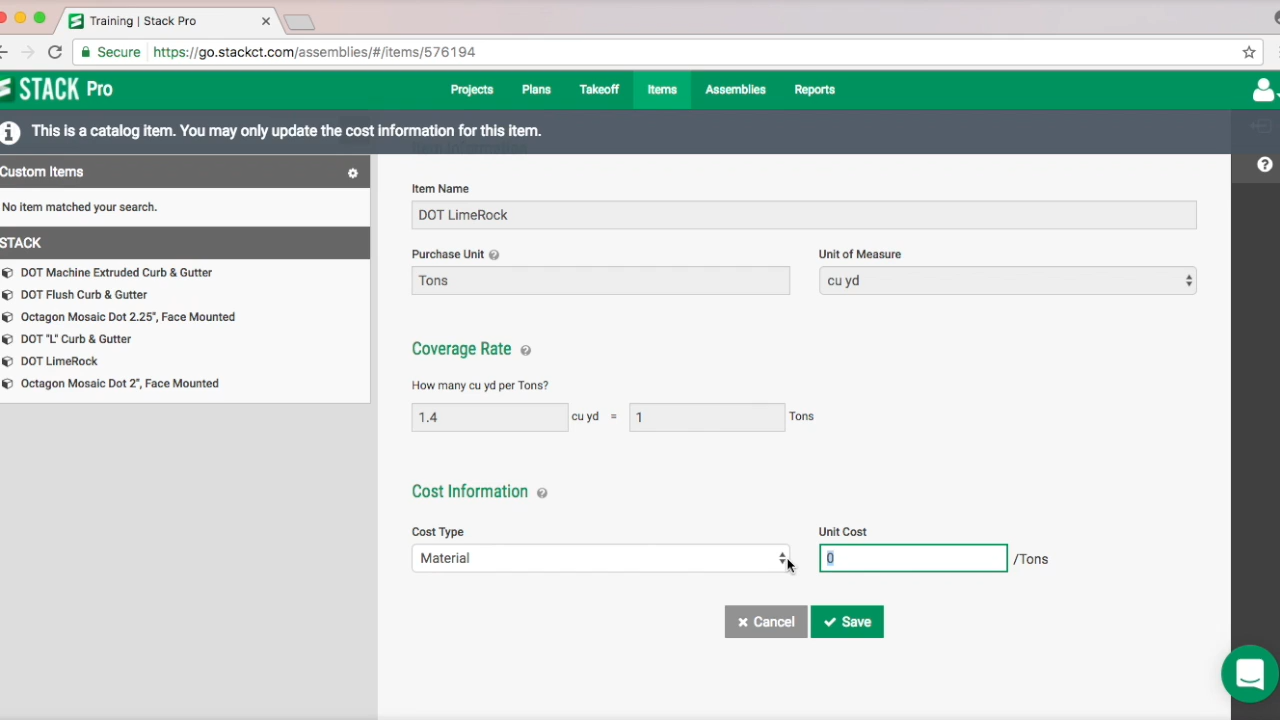 Training | Stack Pro
Secure https://go.stackct.com/assemblies/#/items/576194
STACK Pro Projects Plans Takeoff Items Assemblies Reports
This is a catalog item. You may only update the cost information for this item.
Custom Items
No item matched your search.
STACK
DOT Machine Extruded Curb & Gutter
DOT Flush Curb & Gutter
Octagon Mosaic Dot 2.25", Face Mounted
DOT "L" Curb & Gutter
DOT LimeRock
Octagon Mosaic Dot 2", Face Mounted
Item Information
Item Name
DOT LimeRock
Purchase Unit Unit of Measure
Tons cu yd
Coverage Rate
How many cu yd per Tons?
1.4 cu yd = 1 Tons
Cost Information
Cost Type Unit Cost
Material 0 /Tons
Cancel Save